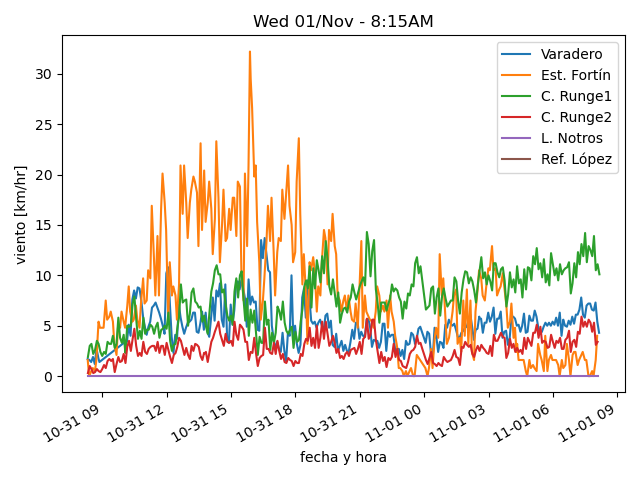 Wed 01/Nov - 8:15AM
viento [km/hr]
30
25
20
15
10
5
0
Varadero
Est. Fortín
C. Runge1
C. Runge2
L. Notros
Ref. López
10-31 09
10-31 12
10-31 15
10-31 18
10-31 21
11-01 00
11-01 03
11-01 06
11-01 09
fecha y hora